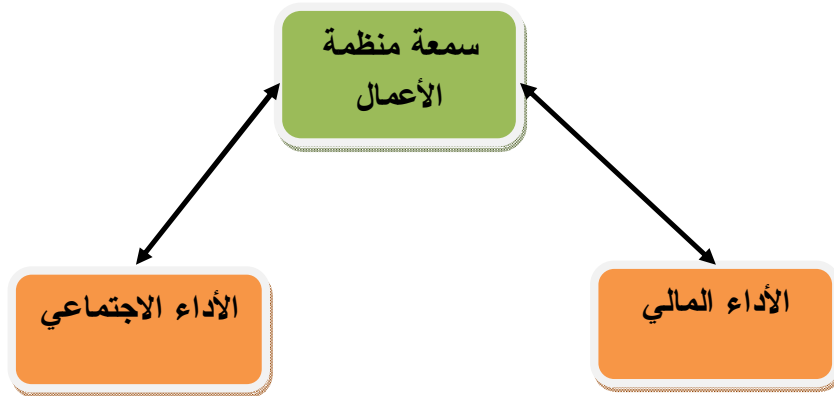 سمعة منظمة
الأعمال
الأداء المالي
الأداء الاجتماعي